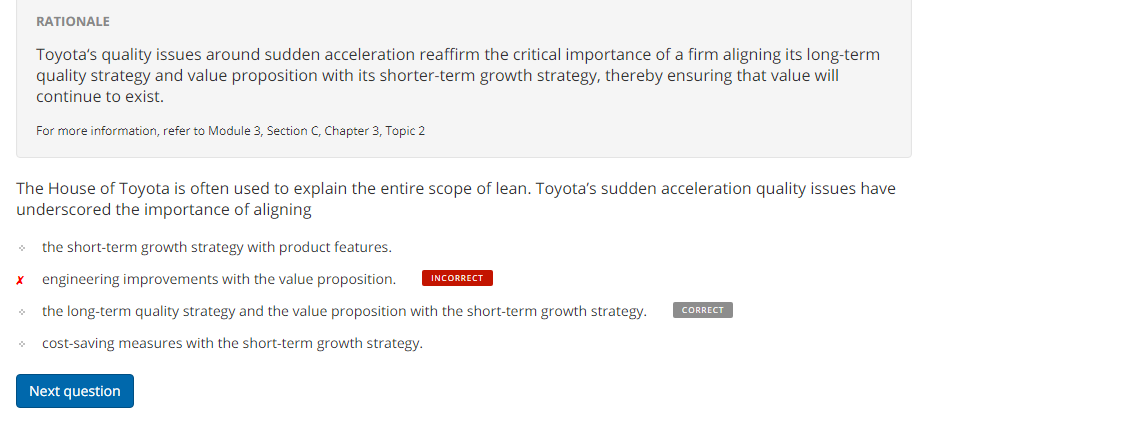 RATIONALE
Toyota's quality issues around sudden acceleration reaffirm the critical importance of a firm aligning its long-term
quality strategy and value proposition with its shorter-term growth strategy, thereby ensuring that value will
continue to exist.
For more information, refer to Module 3, Section C, Chapter 3, Topic 2
The House of Toyota is often used to explain the entire scope of lean. Toyota's sudden acceleration quality issues have
underscored the importance of aligning
the short-term growth strategy with product features.
✗ engineering improvements with the value proposition. INCORRECT
the long-term quality strategy and the value proposition with the short-term growth strategy. CORRECT
cost-saving measures with the short-term growth strategy.
Next question